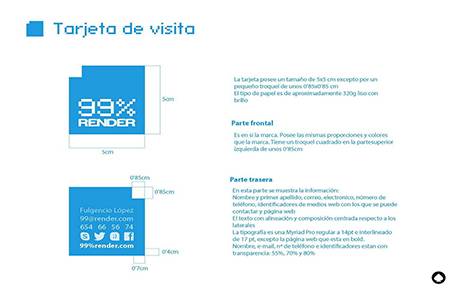 Tarjeta de visita
La tarjeta posee un tamaño de 5x5 cm excepto por un
pequeño troquel de unos 0'85x0'85 cm
El tipo de papel es de aproximadamente 320g liso con
brillo
99%
RENDER
5cm
5cm
Parte frontal
Es en si la marca. Posee las mismas proporciones y colores
que la marca. Tiene un troquel cuadrado en la partesuperior
izquierda de unos 0'85cm
0'85cm
0'85cm
Fulgencio López
99@render.com
654 66 56 74
99%render.com
0'4cm
0'7cm
Parte trasera
En esta parte se muestra la información:
Nombre y primer apellido, correo, electronico, número de
teléfono, identificadores de medios web con los que se puede
contactar y página web
El texto con alineación y composición centrada respecto a los
laterales
La tipografía es una Myriad Pro regular a 14pt e interlineado
de 17 pt, excepto la página web que esta en bold.
Nombre, e-mail, nº de teléfono e identificadores estan con
transparencia: 55%, 70% y 80%